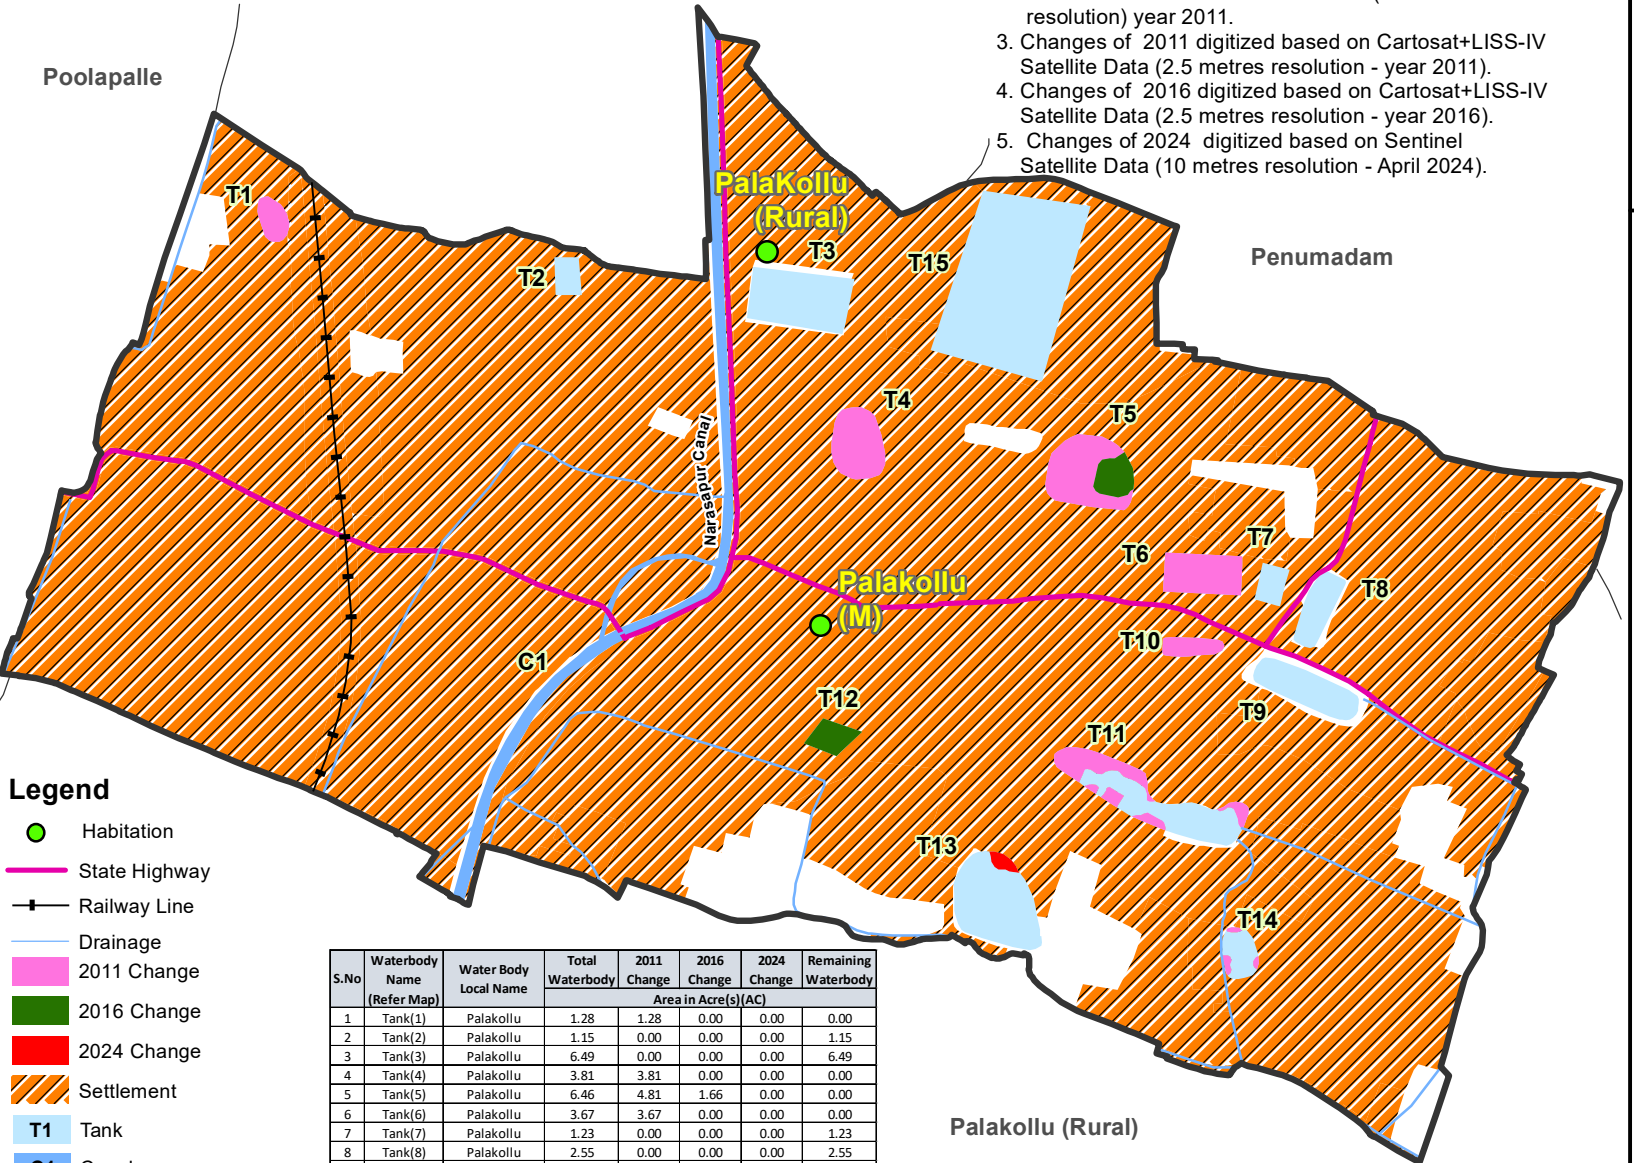 resolution) year 2011.
3. Changes of 2011 digitized based on Cartosat+LISS-IV
Satellite Data (2.5 metres resolution - year 2011).
4. Changes of 2016 digitized based on Cartosat+LISS-IV
Satellite Data (2.5 metres resolution - year 2016).
5. Changes of 2024 digitized based on Sentinel
Satellite Data (10 metres resolution - April 2024).
Poolapalle
Penumadam
PalaKollu
(Rural)
T1
T2
T3
T15
T4
T5
Narasapur Canal
T6
T7
T8
Palakollu
(M)
T10
C1
T9
T12
T11
T13
T14
Palakollu (Rural)
Legend
Habitation
State Highway
Railway Line
Drainage
2011 Change
2016 Change
2024 Change
Settlement
T1 Tank
S.No Waterbody Name (Refer Map) Water Body Local Name Total Waterbody 2011 Change 2016 Change 2024 Change Remaining Waterbody
Area in Acre(s)(AC)
1 Tank(1) Palakollu 1.28 1.28 0.00 0.00 0.00
2 Tank(2) Palakollu 1.15 0.00 0.00 0.00 1.15
3 Tank(3) Palakollu 6.49 0.00 0.00 0.00 6.49
4 Tank(4) Palakollu 3.81 3.81 0.00 0.00 0.00
5 Tank(5) Palakollu 6.46 4.81 1.66 0.00 0.00
6 Tank(6) Palakollu 3.67 3.67 0.00 0.00 0.00
7 Tank(7) Palakollu 1.23 0.00 0.00 0.00 1.23
8 Tank(8) Palakollu 2.55 0.00 0.00 0.00 2.55